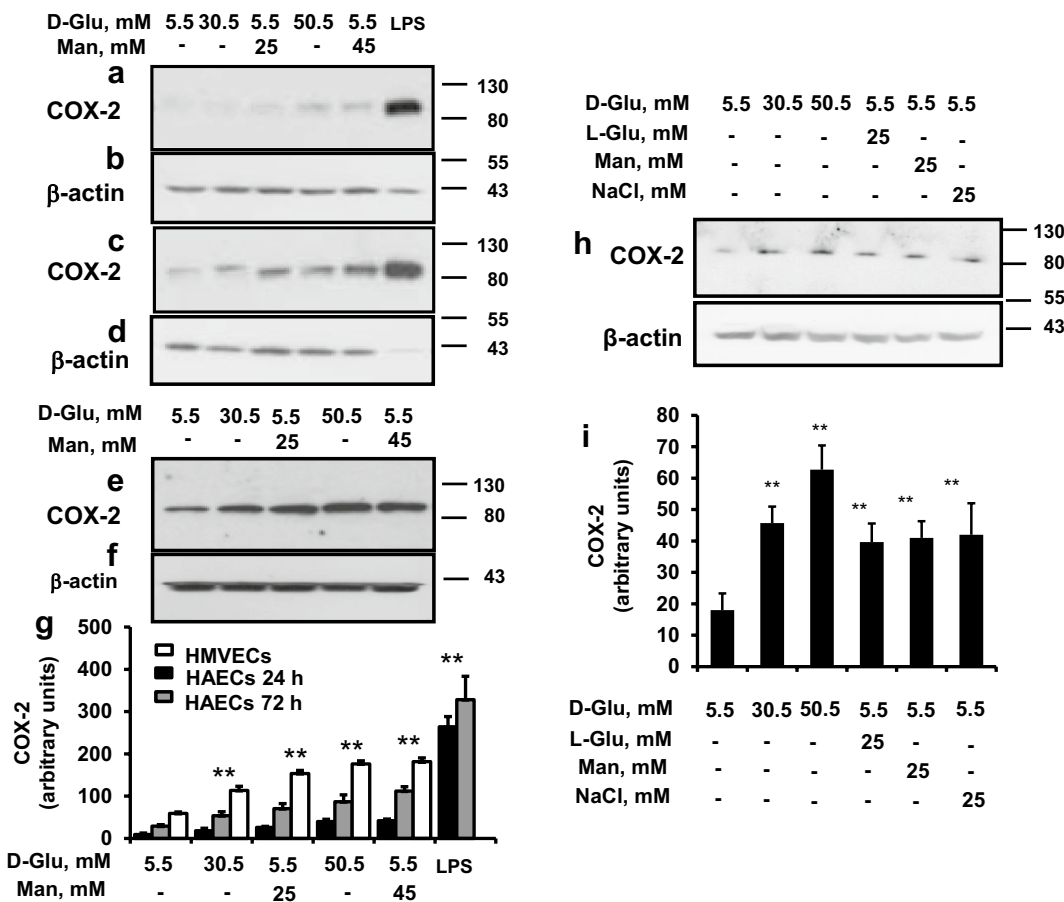 D-Glu, mM 5.5 30.5 5.5 50.5 5.5 LPS
Man, mM - - 25 - 45
a
COX-2
130
80
b
β-actin
55
43
c
COX-2
130
80
d
β-actin
55
43
D-Glu, mM 5.5 30.5 5.5 50.5 5.5
Man, mM - - 25 - 45
e
COX-2
130
80
f
β-actin
43
g
COX-2
(arbitrary units)
500
400
300
200
100
0
HMVECs
HAECs 24 h
HAECs 72 h
** ** ** ** **
D-Glu, mM 5.5 30.5 5.5 50.5 5.5 LPS
Man, mM - - 25 - 45
D-Glu, mM 5.5 30.5 50.5 5.5 5.5 5.5
L-Glu, mM - - - 25 - -
Man, mM - - - - 25 -
NaCl, mM - - - - - 25
h
COX-2
130
80
β-actin
55
43
i
COX-2
(arbitrary units)
80
70
60
50
40
30
20
10
0
** ** ** ** **
D-Glu, mM 5.5 30.5 50.5 5.5 5.5 5.5
L-Glu, mM - - - 25 - -
Man, mM - - - - 25 -
NaCl, mM - - - - - 25